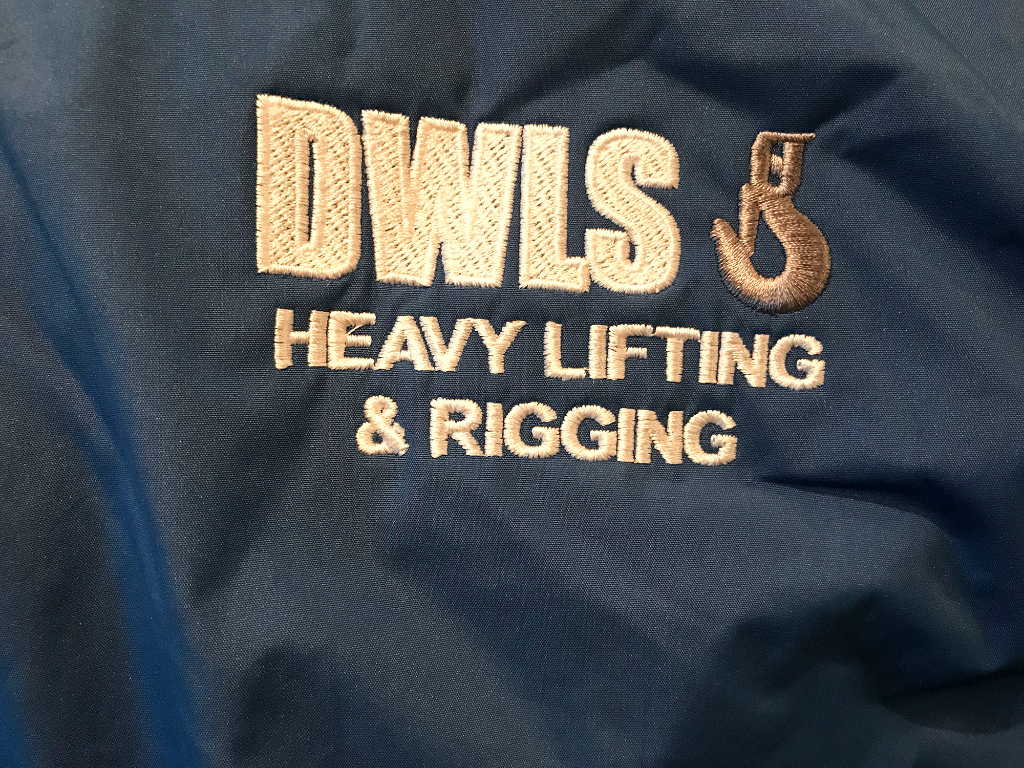 DWLS
HEAVY LIFTING
& RIGGING